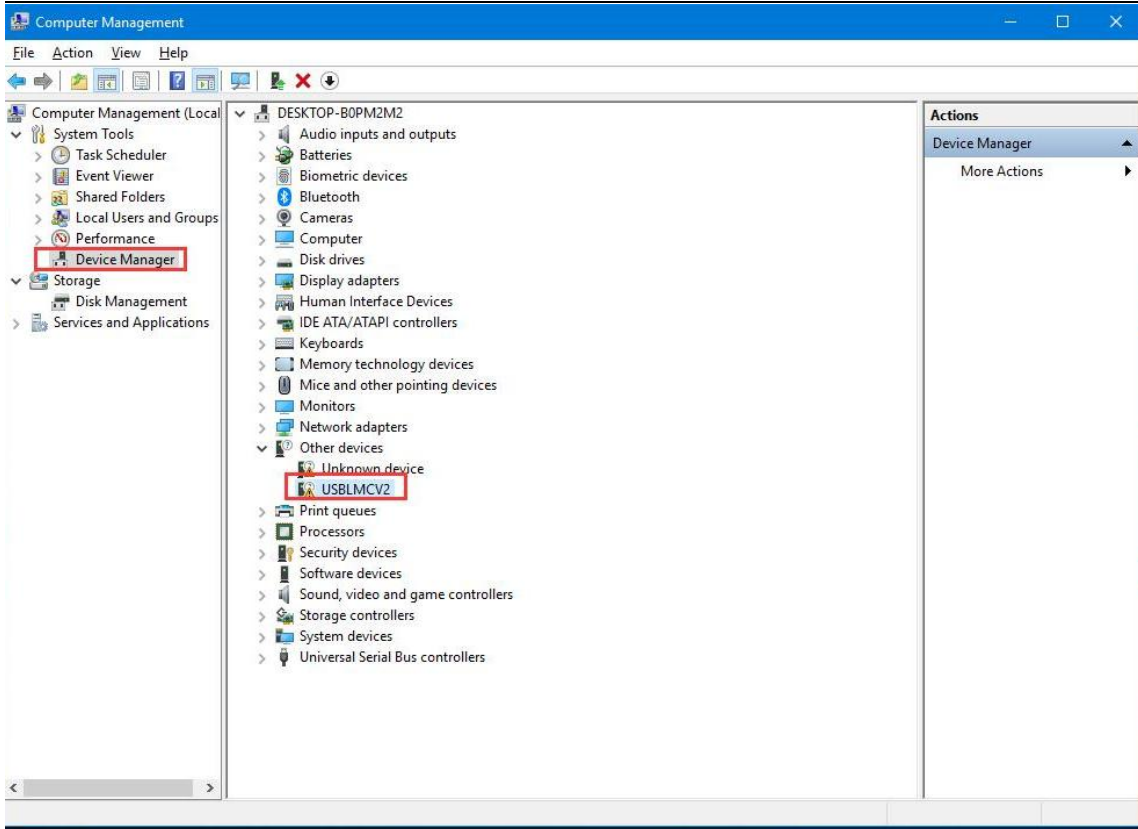 Computer Management
File Action View Help
Computer Management (Local
System Tools
Task Scheduler
Event Viewer
Shared Folders
Local Users and Groups
Performance
Device Manager
Storage
Disk Management
Services and Applications
DESKTOP-B0PM2M2
Audio inputs and outputs
Batteries
Biometric devices
Bluetooth
Cameras
Computer
Disk drives
Display adapters
Human Interface Devices
IDE ATA/ATAPI controllers
Keyboards
Memory technology devices
Mice and other pointing devices
Monitors
Network adapters
Other devices
Unknown device
USBLMCV2
Print queues
Processors
Security devices
Software devices
Sound, video and game controllers
Storage controllers
System devices
Universal Serial Bus controllers
Actions
Device Manager
More Actions